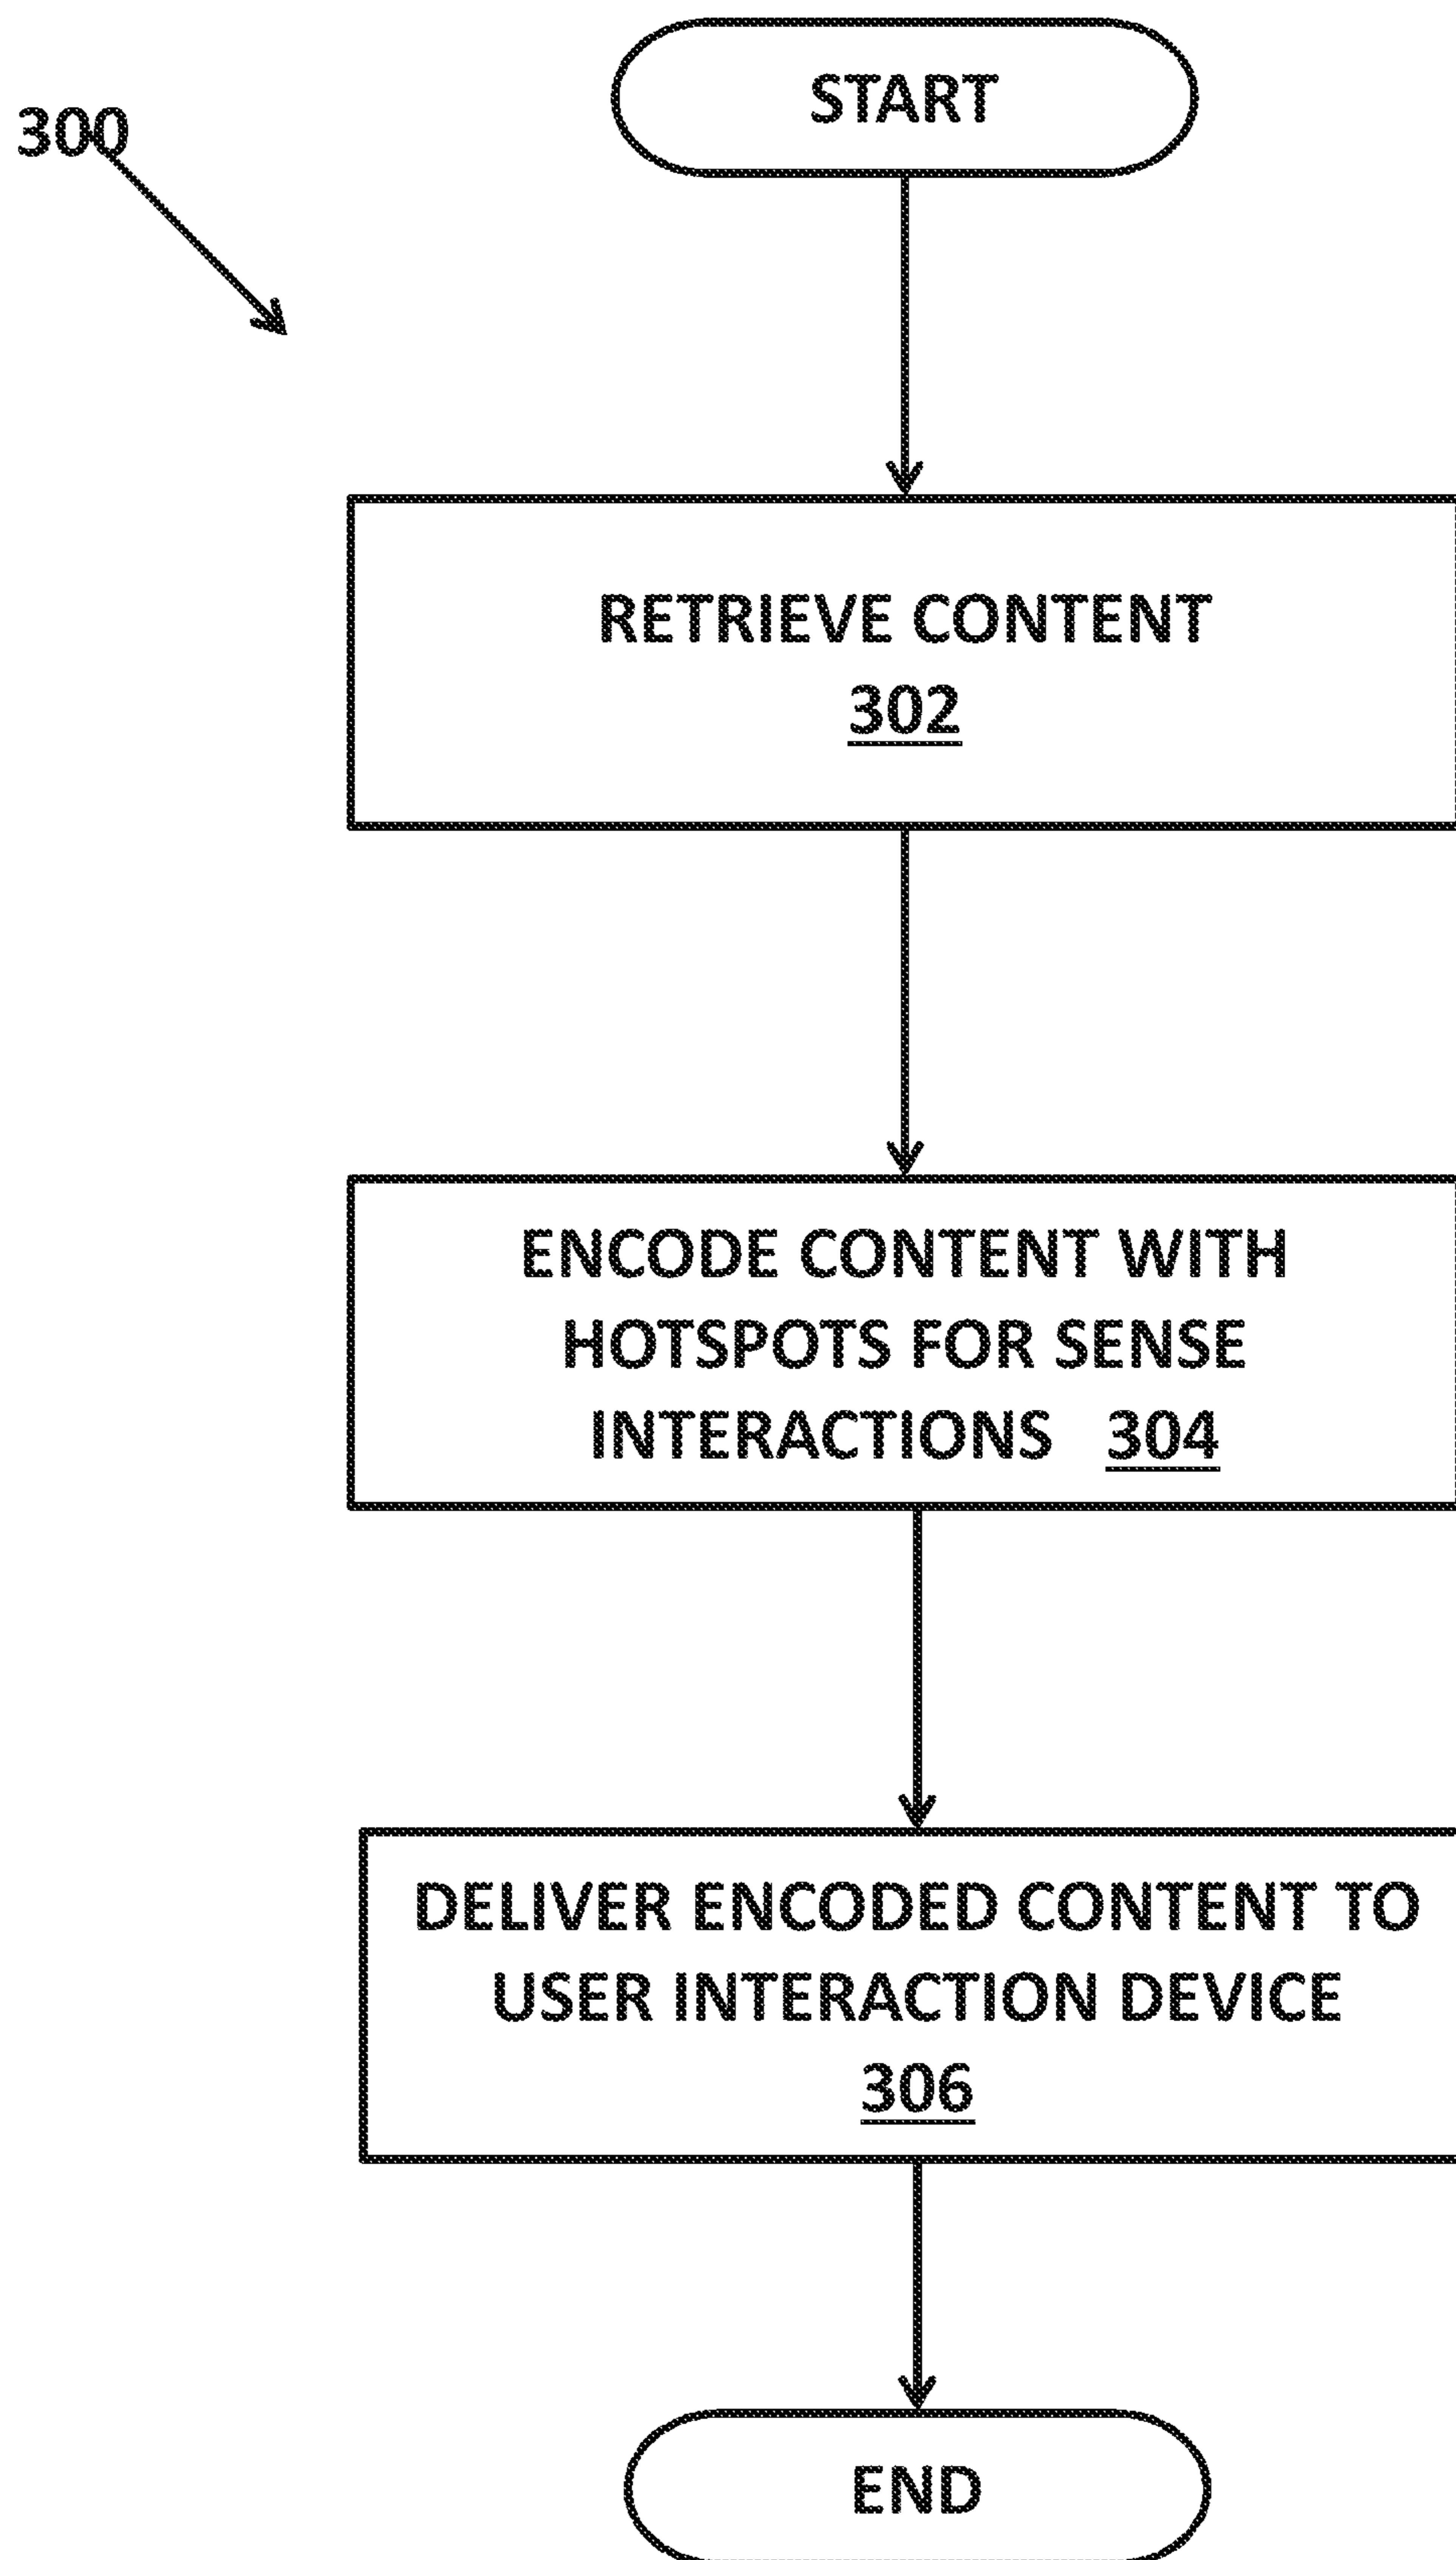 START
300
RETRIEVE CONTENT
302
ENCODE CONTENT WITH
HOTSPOTS FOR SENSE
INTERACTIONS 304
DELIVER ENCODED CONTENT TO
USER INTERACTION DEVICE
306
END